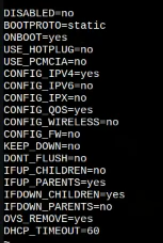 DISABLED=no
BOOTPROTO=static
ONBOOT=yes
USE_HOTPLUG=no
USE_PCMCIA=no
CONFIG_IPV4=yes
CONFIG_IPV6=no
CONFIG_IPX=no
CONFIG_QOS=yes
CONFIG_WIRELESS=no
CONFIG_FW=no
KEEP_DOWN=no
DONT_FLUSH=no
IFUP_CHILDREN=no
IFUP_PARENTS=yes
IFDOWN_CHILDREN=yes
IFDOWN_PARENTS=no
OVS_REMOVE=yes
DHCP_TIMEOUT=60